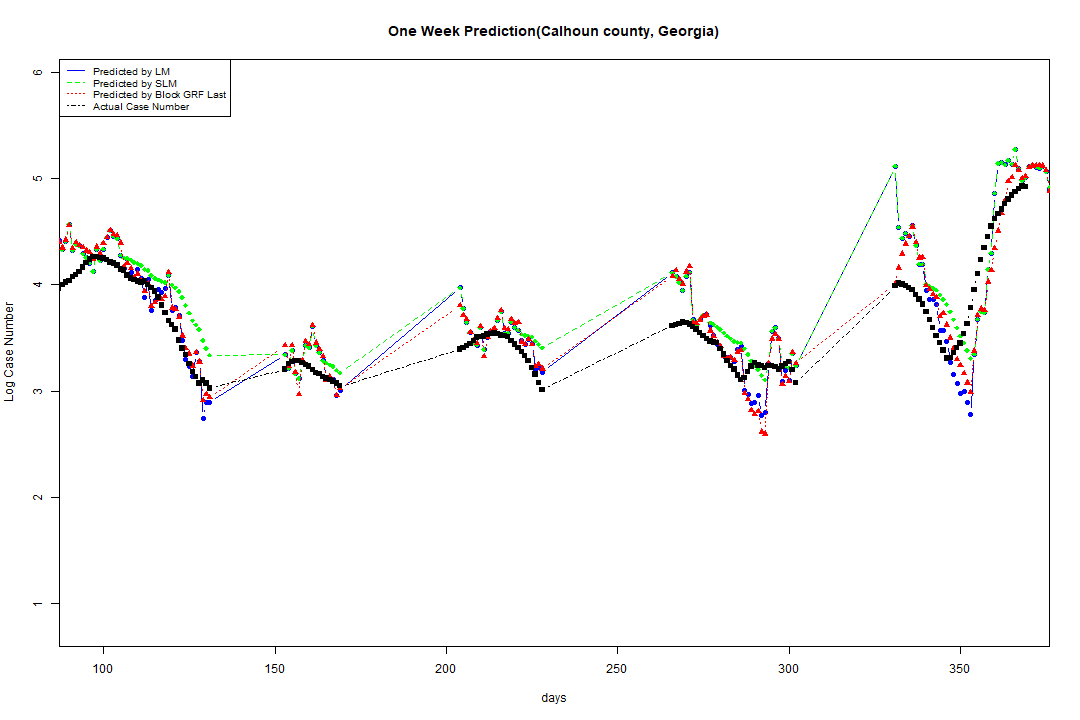 One Week Prediction(Calhoun county, Georgia)
Predicted by LM
Predicted by SLM
Predicted by Block GRF Last
Actual Case Number
Log Case Number
6
5
4
3
2
1
100 150 200 250 300 350
days